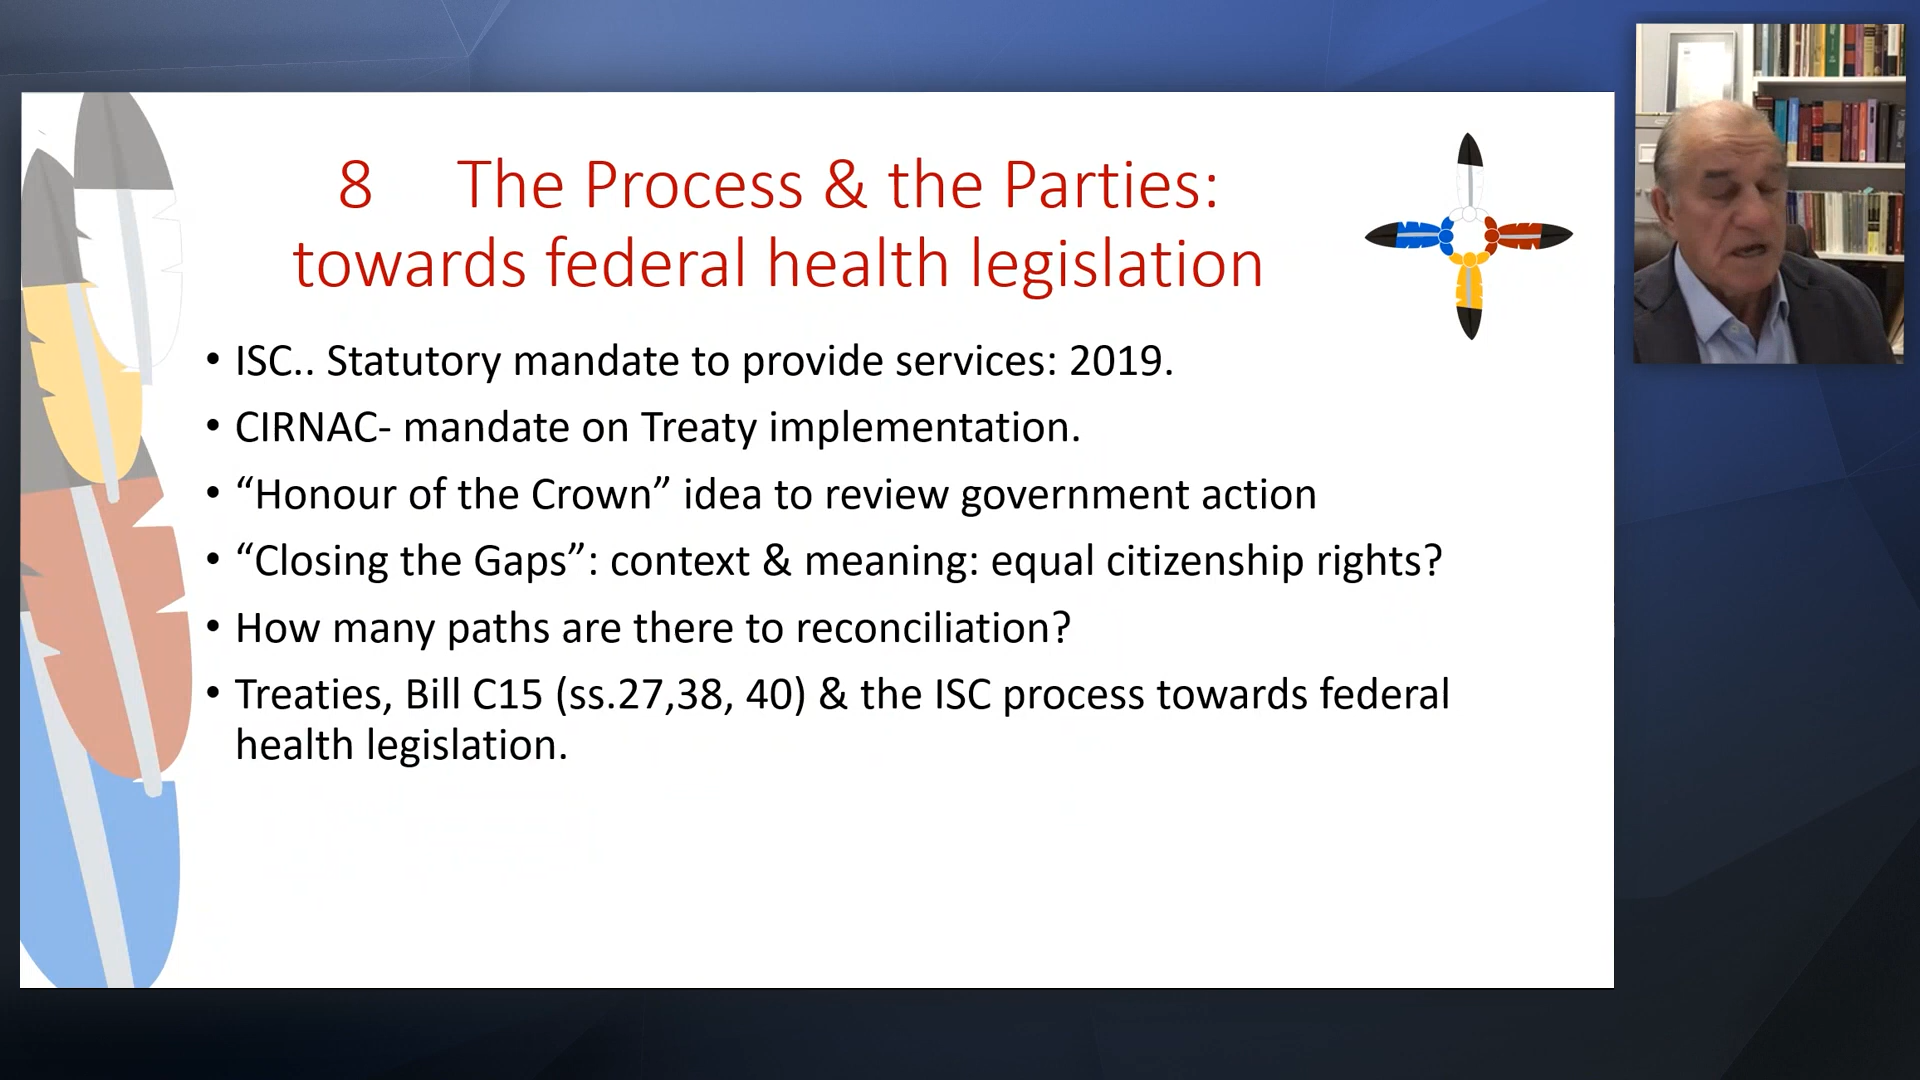 8 The Process & the Parties:
towards federal health legislation
• ISC.. Statutory mandate to provide services: 2019.
• CIRNAC- mandate on Treaty implementation.
• “Honour of the Crown” idea to review government action
• “Closing the Gaps”: context & meaning: equal citizenship rights?
• How many paths are there to reconciliation?
• Treaties, Bill C15 (ss.27,38, 40) & the ISC process towards federal
health legislation.